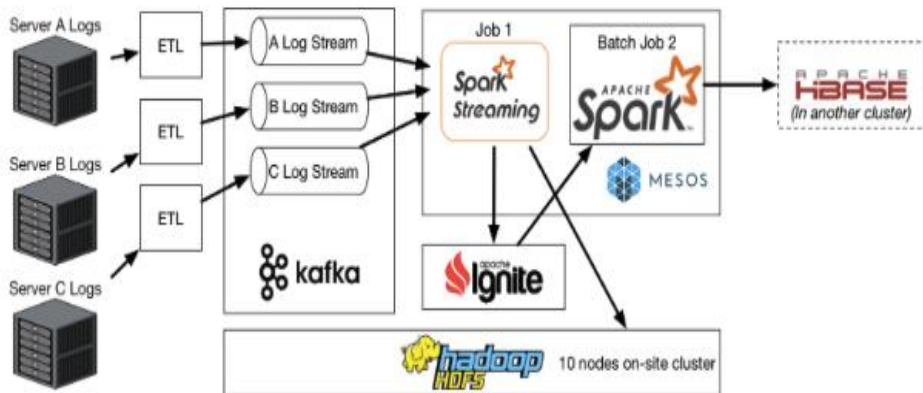 Server A Logs
ETL
A Log Stream
Server B Logs
ETL
B Log Stream
Server C Logs
ETL
C Log Stream
kafka
Job 1
Spark
Streaming
Batch Job 2
APACHE
Spark
MESOS
APACHE
HBASE
(In another cluster)
apache
Ignite
hadoop
HDFS
10 nodes on-site cluster